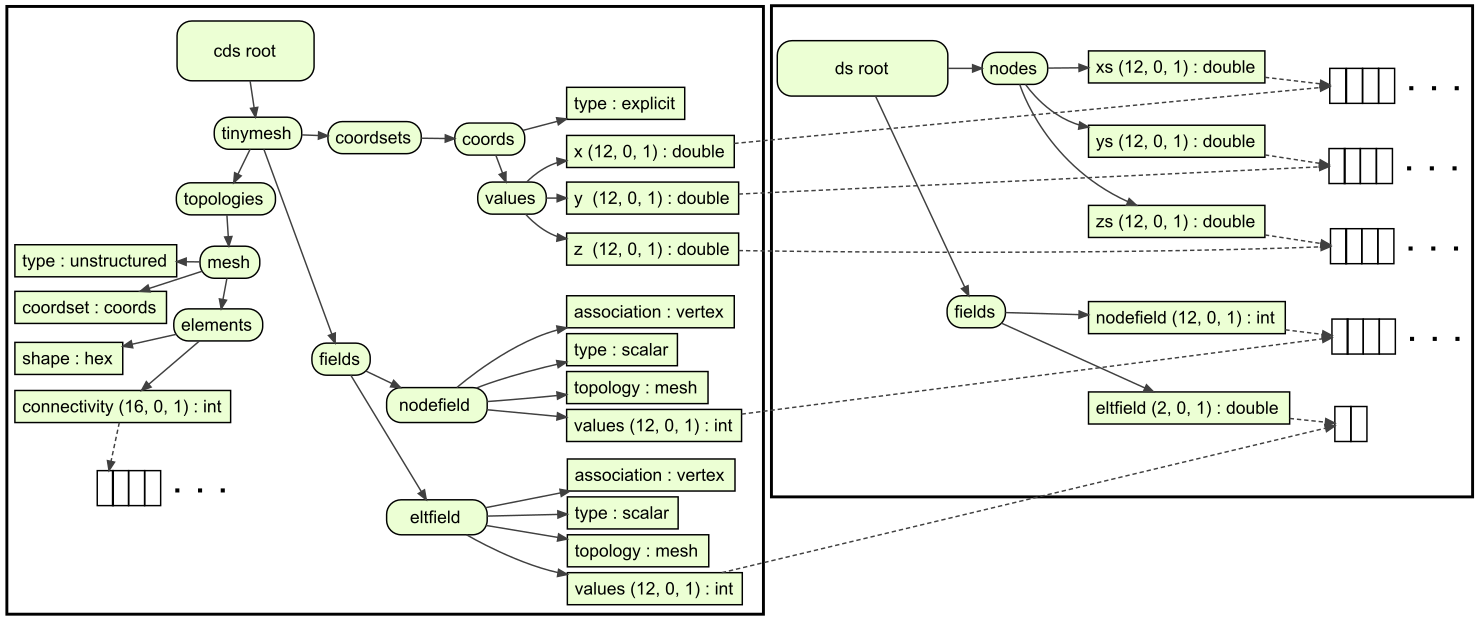 cds root
tinymesh
coordsets
coords
type : explicit
x (12, 0, 1) : double
values
y  (12, 0, 1) : double
z  (12, 0, 1) : double
topologies
mesh
type : unstructured
coordset : coords
elements
shape : hex
connectivity (16, 0, 1) : int
. . .
fields
nodefield
association : vertex
type : scalar
topology : mesh
values (12, 0, 1) : int
eltfield
association : vertex
type : scalar
topology : mesh
values (12, 0, 1) : int
ds root
nodes
xs (12, 0, 1) : double
. . .
ys (12, 0, 1) : double
. . .
zs (12, 0, 1) : double
. . .
fields
nodefield (12, 0, 1) : int
. . .
eltfield (2, 0, 1) : double